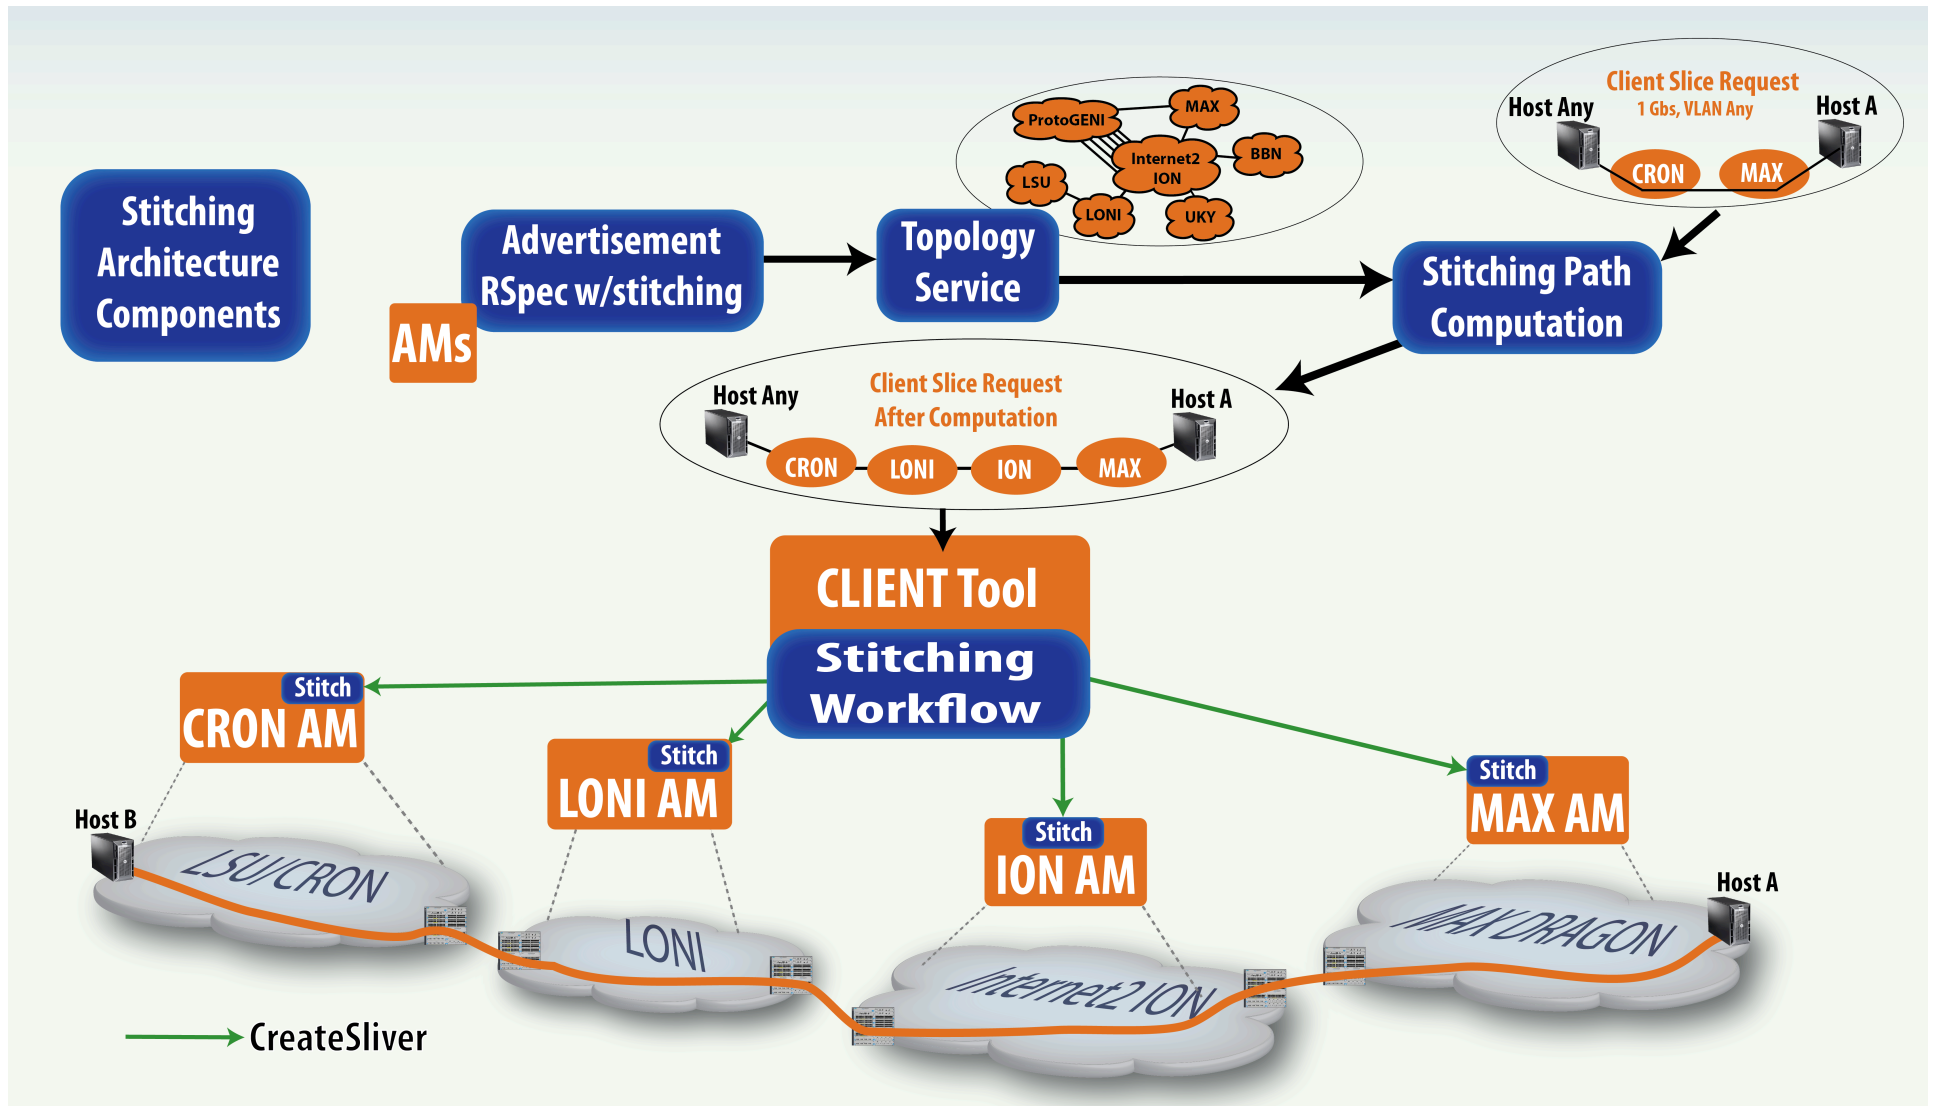 Stitching
Architecture
Components
AMs
Advertisement
RSpec w/stitching
Topology
Service
ProtoGENI
MAX
Internet2
ION
BBN
LSU
LONI
UKY
Client Slice Request
1 Gbs, VLAN Any
Host Any
Host A
CRON
MAX
Stitching Path
Computation
Client Slice Request
After Computation
Host Any
Host A
CRON
LONI
ION
MAX
CLIENT Tool
Stitching
Workflow
Stitch
CRON AM
Stitch
LONI AM
Stitch
ION AM
Stitch
MAX AM
Host B
LSU/CRON
LONI
Internet2 ION
MAX DRAGON
Host A
CreateSliver